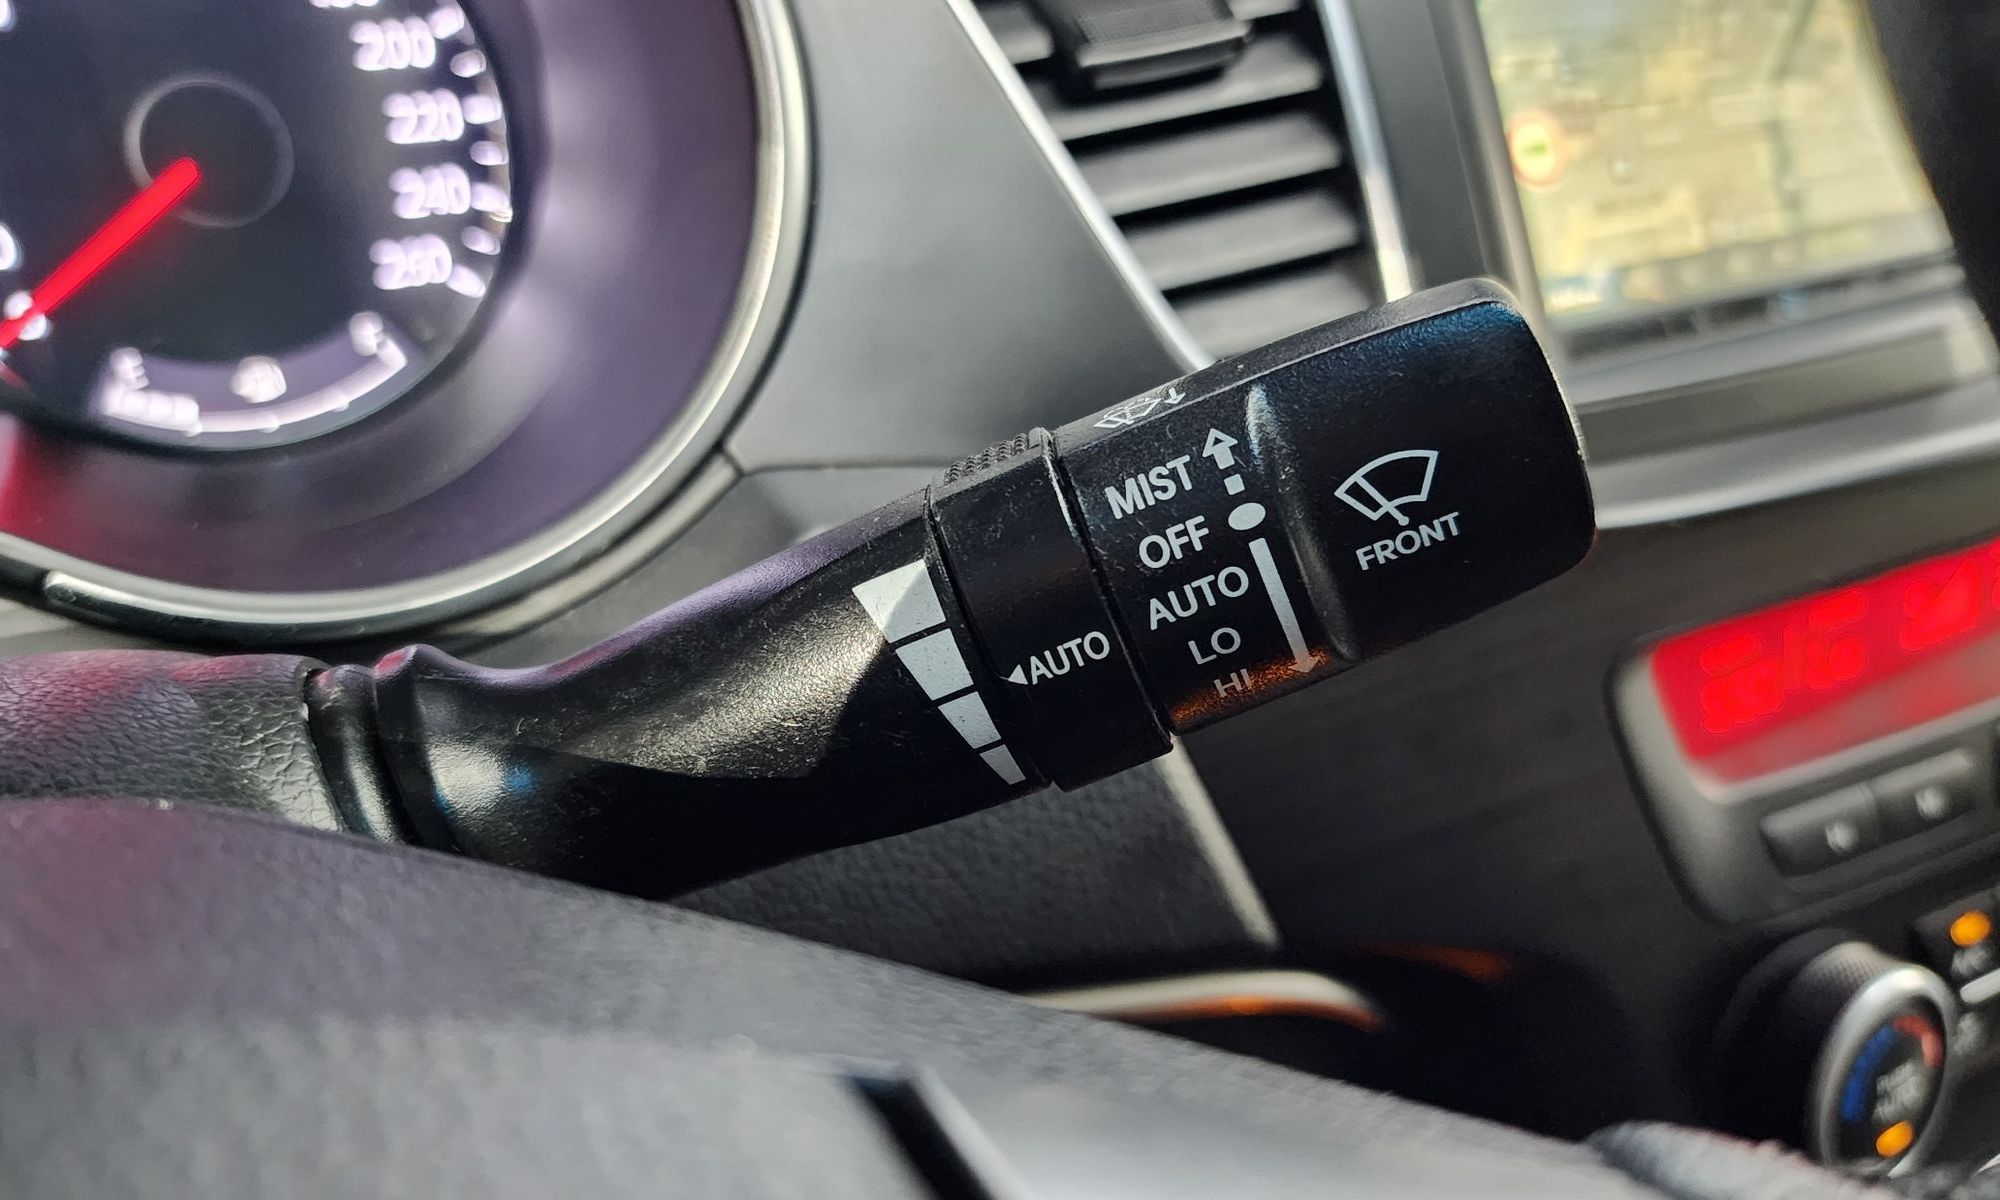 200
220
240
260
MIST
OFF
AUTO
LO
HI
◀AUTO
FRONT
E
F